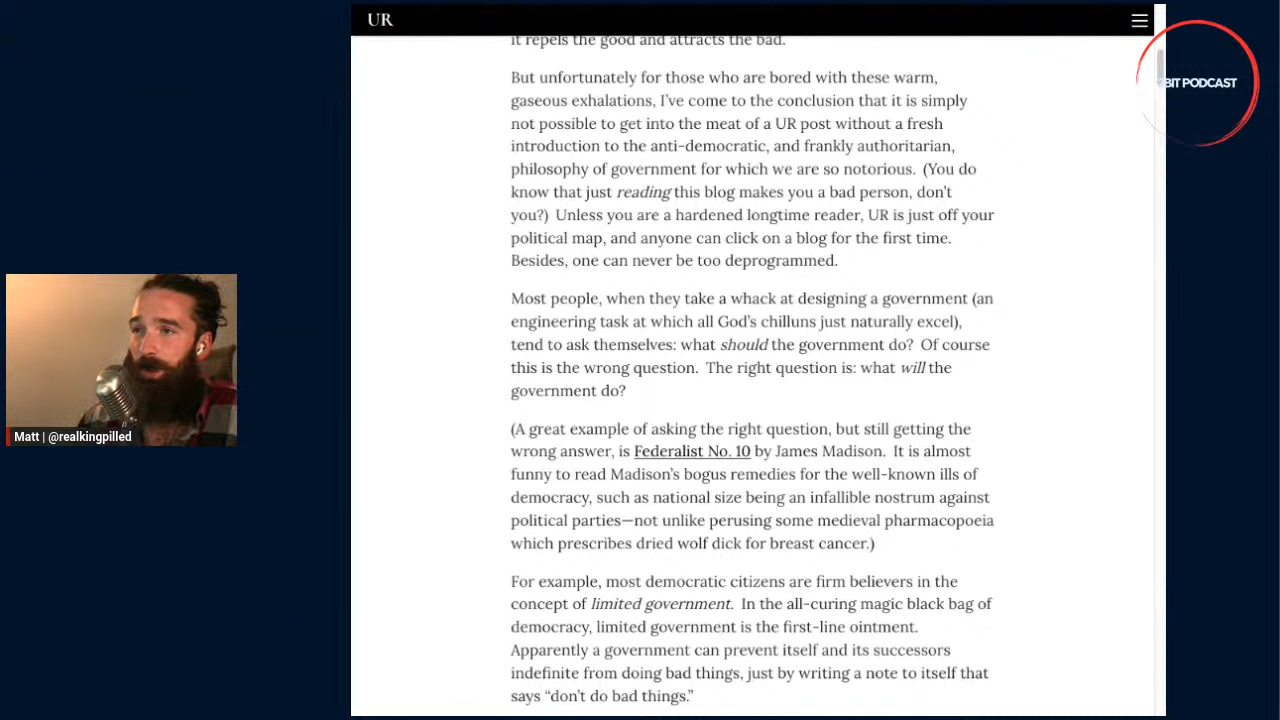 UR
it repels the good and attracts the bad.
But unfortunately for those who are bored with these warm,
gaseous exhalations, I've come to the conclusion that it is simply
not possible to get into the meat of a UR post without a fresh
introduction to the anti-democratic, and frankly authoritarian,
philosophy of government for which we are so notorious. (You do
know that just reading this blog makes you a bad person, don't
you?) Unless you are a hardened longtime reader, UR is just off your
political map, and anyone can click on a blog for the first time.
Besides, one can never be too deprogrammed.
Most people, when they take a whack at designing a government (an
engineering task at which all God's chilluns just naturally excel),
tend to ask themselves: what should the government do? Of course
this is the wrong question. The right question is: what will the
government do?
(A great example of asking the right question, but still getting the
wrong answer, is Federalist No. 10 by James Madison. It is almost
funny to read Madison's bogus remedies for the well-known ills of
democracy, such as national size being an infallible nostrum against
political parties—not unlike perusing some medieval pharmacopoeia
which prescribes dried wolf dick for breast cancer.)
For example, most democratic citizens are firm believers in the
concept of limited government. In the all-curing magic black bag of
democracy, limited government is the first-line ointment.
Apparently a government can prevent itself and its successors
indefinite from doing bad things, just by writing a note to itself that
says “don't do bad things.”
BIT PODCAST
Matt | @realkingpilled